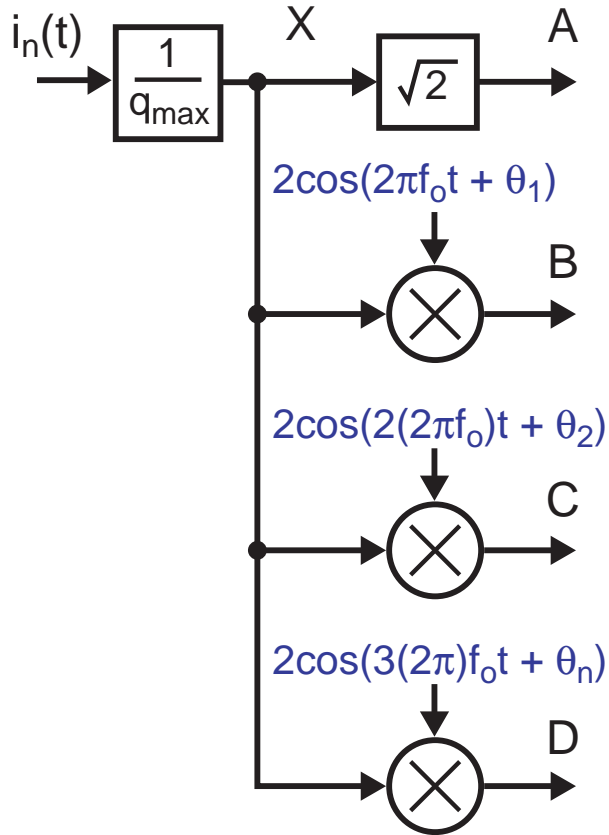 i_n(t)
X
A
1
q_max
√2
2cos(2πf_o t + θ_1)
B
2cos(2(2πf_o)t + θ_2)
C
2cos(3(2π)f_o t + θ_n)
D